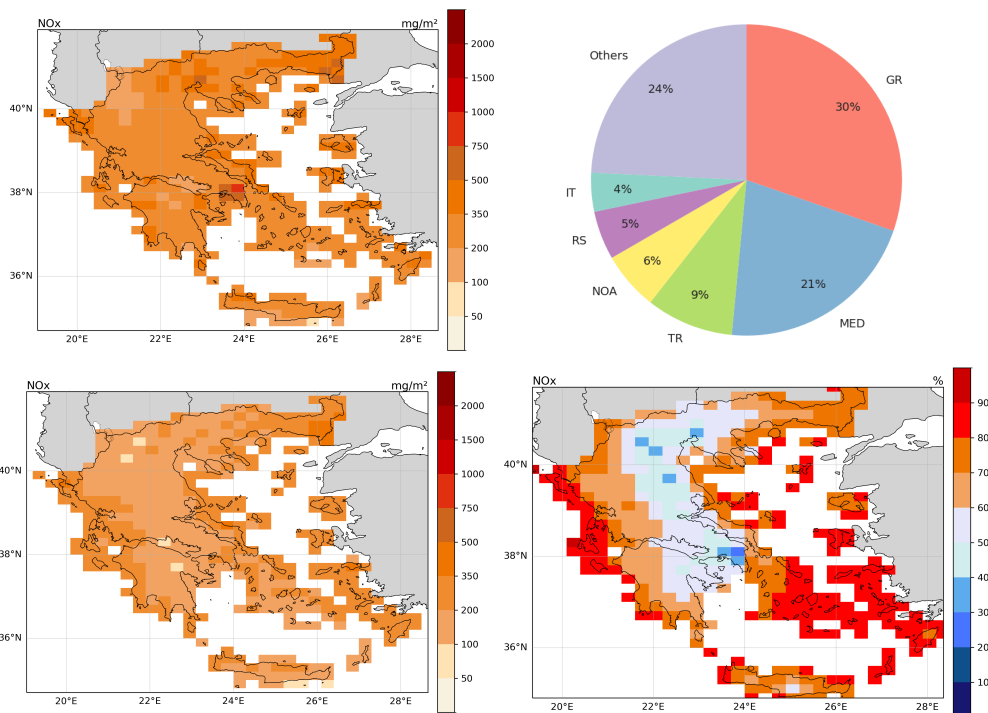 NOx mg/m²
2000
1500
1000
750
500
350
200
100
50
40°N
38°N
36°N
20°E 22°E 24°E 26°E 28°E
Others
24%
GR
30%
IT
4%
RS
5%
NOA
6%
TR
9%
MED
21%
NOx mg/m²
2000
1500
1000
750
500
350
200
100
50
40°N
38°N
36°N
20°E 22°E 24°E 26°E 28°E
NOx %
90
80
70
60
50
40
30
20
10
40°N
38°N
36°N
20°E 22°E 24°E 26°E 28°E